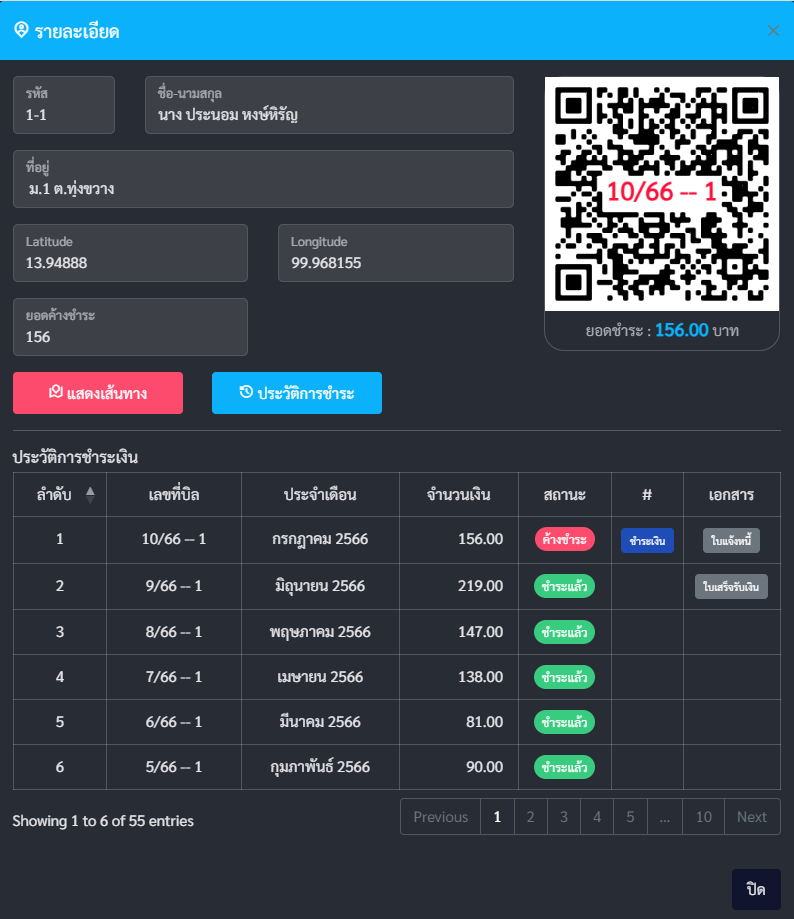 รายละเอียด ×
รหัส
1-1
ชื่อ-นามสกุล
นาง ประนอม หงษ์หิรัญ
ที่อยู่
ม.1 ต.ทุ่งขวาง
Latitude
13.94888
Longitude
99.968155
ยอดค้างชำระ
156
10/66 -- 1
ยอดชำระ : 156.00 บาท
แสดงเส้นทาง
ประวัติการชำระ
ประวัติการชำระเงิน
ลำดับ เลขที่บิล ประจำเดือน จำนวนเงิน สถานะ # เอกสาร
1 10/66 -- 1 กรกฎาคม 2566 156.00 ค้างชำระ ชำระเงิน ใบแจ้งหนี้
2 9/66 -- 1 มิถุนายน 2566 219.00 ชำระแล้ว ใบเสร็จรับเงิน
3 8/66 -- 1 พฤษภาคม 2566 147.00 ชำระแล้ว
4 7/66 -- 1 เมษายน 2566 138.00 ชำระแล้ว
5 6/66 -- 1 มีนาคม 2566 81.00 ชำระแล้ว
6 5/66 -- 1 กุมภาพันธ์ 2566 90.00 ชำระแล้ว
Showing 1 to 6 of 55 entries
Previous 1 2 3 4 5 ... 10 Next
ปิด